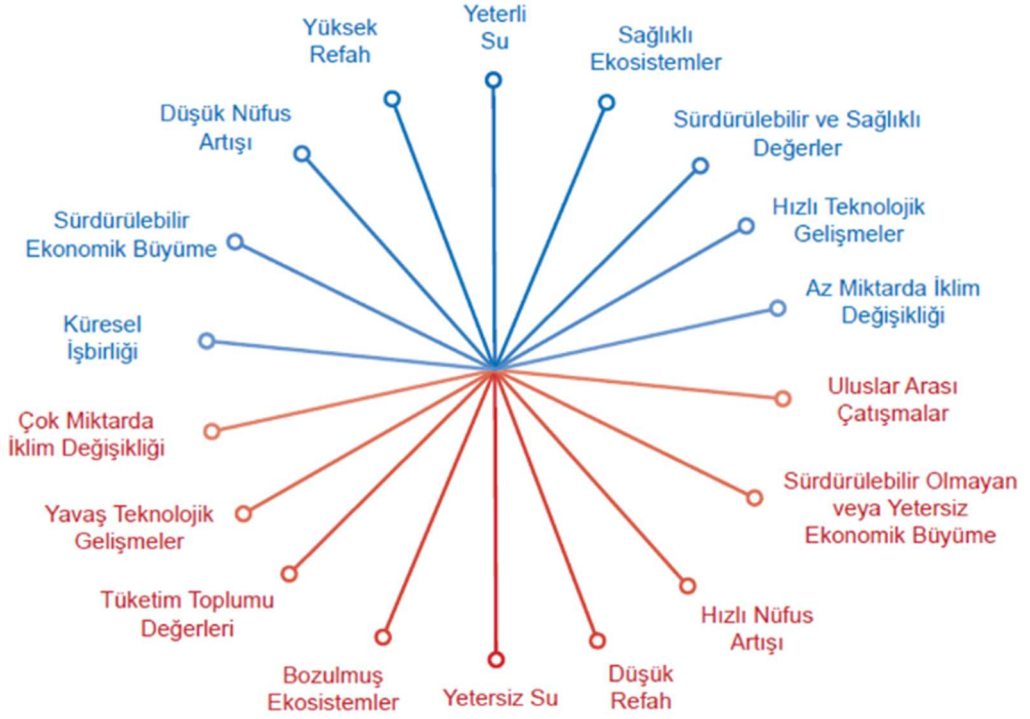 Yeterli
Su
Yüksek
Refah
Sağlıklı
Ekosistemler
Düşük Nüfus
Artışı
Sürdürülebilir ve Sağlıklı
Değerler
Sürdürülebilir
Ekonomik Büyüme
Hızlı Teknolojik
Gelişmeler
Küresel
İşbirliği
Az Miktarda İklim
Değişikliği
Çok Miktarda
İklim Değişikliği
Uluslar Arası
Çatışmalar
Yavaş Teknolojik
Gelişmeler
Sürdürülebilir Olmayan
veya Yetersiz
Ekonomik Büyüme
Tüketim Toplumu
Değerleri
Hızlı Nüfus
Artışı
Bozulmuş
Ekosistemler
Yetersiz Su
Düşük
Refah